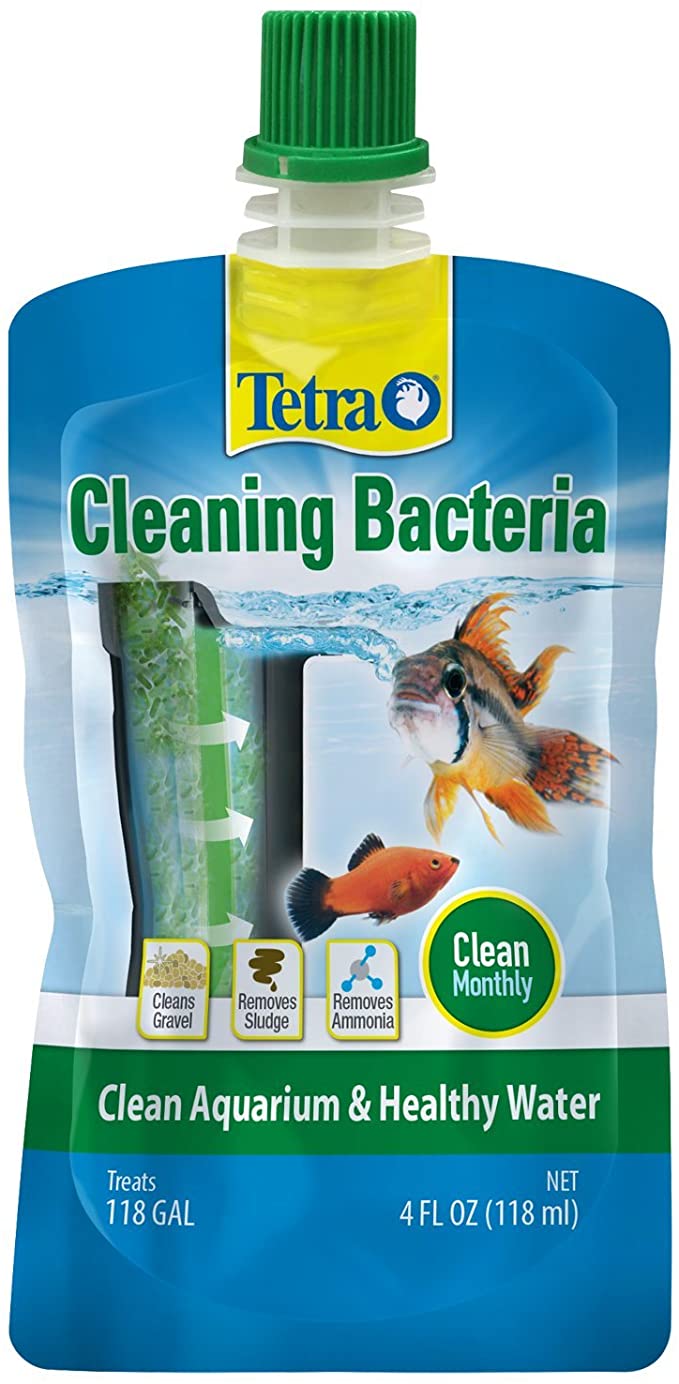 Tetra
Cleaning Bacteria
Cleans
Gravel
Removes
Sludge
Removes
Ammonia
Clean
Monthly
Clean Aquarium & Healthy Water
Treats
118 GAL
NET
4 FL OZ (118 ml)